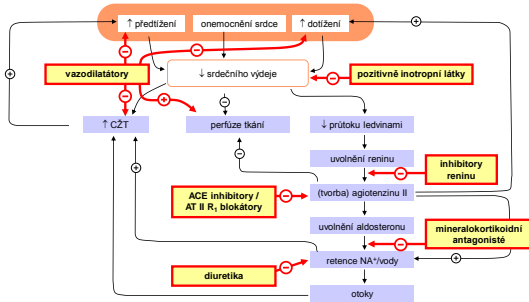 ↑ předtížení
onemocnění srdce
↑ dotížení
vazodilatátory
↓ srdečního výdeje
pozitivně inotropní látky
↑ CŽT
perfúze tkání
↓ průtoku ledvinami
uvolnění reninu
inhibitory
reninu
ACE inhibitory /
AT II R₁ blokátory
(tvorba) agiotenzinu II
uvolnění aldosteronu
mineralokortikoidní
antagonisté
diuretika
retence NA⁺/vody
otoky